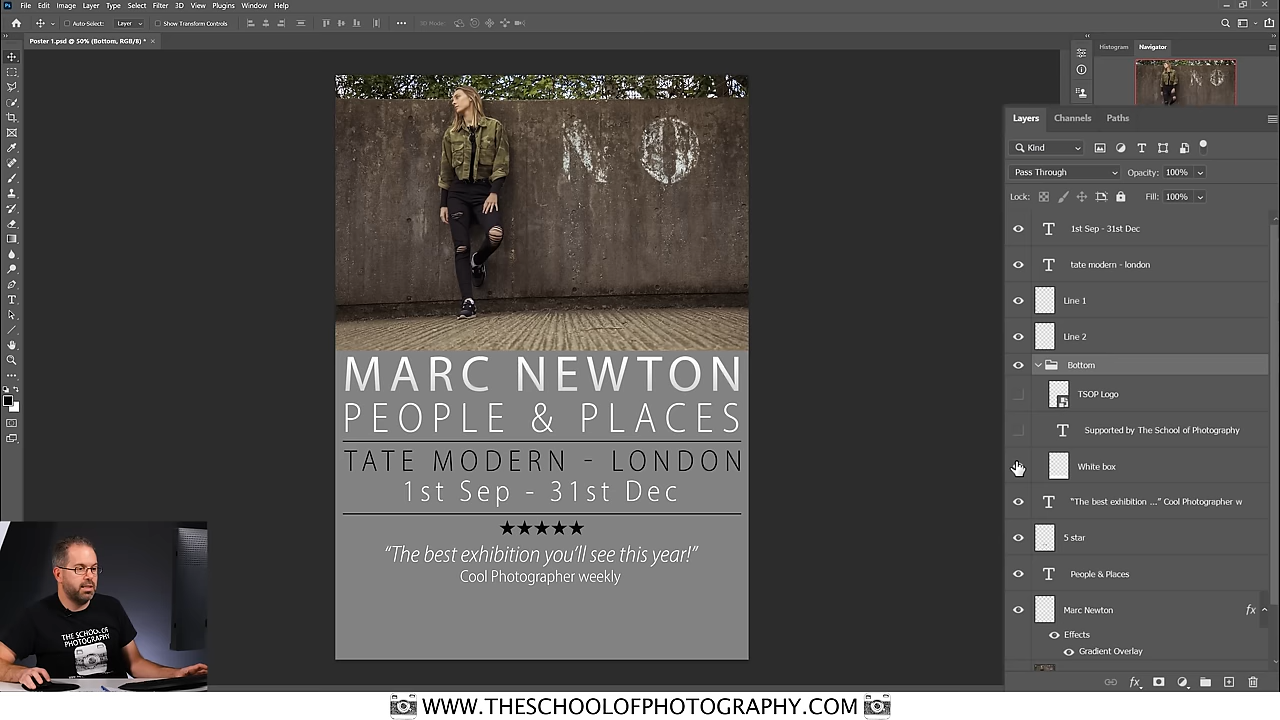 File Edit Image Layer Type Select Filter 3D View Plugins Window Help
Auto-Select: Layer Show Transform Controls 3D Mode:
Poster 1.psd @ 50% (Bottom, RGB/8) *
Histogram Navigator
NO
MARC NEWTON
PEOPLE & PLACES
TATE MODERN - LONDON
1st Sep - 31st Dec
★★★★★
“The best exhibition you’ll see this year!”
Cool Photographer weekly
Layers Channels Paths
Kind
Pass Through Opacity: 100%
Lock: Fill: 100%
1st Sep - 31st Dec
tate modern - london
Line 1
Line 2
Bottom
TSOP Logo
Supported by The School of Photography
White box
“The best exhibition ...” Cool Photographer w
5 star
People & Places
Marc Newton
fx
Effects
Gradient Overlay
fx
THE SCHOOL OF
PHOTOGRAPHY
WWW.THESCHOOLOFPHOTOGRAPHY.COM